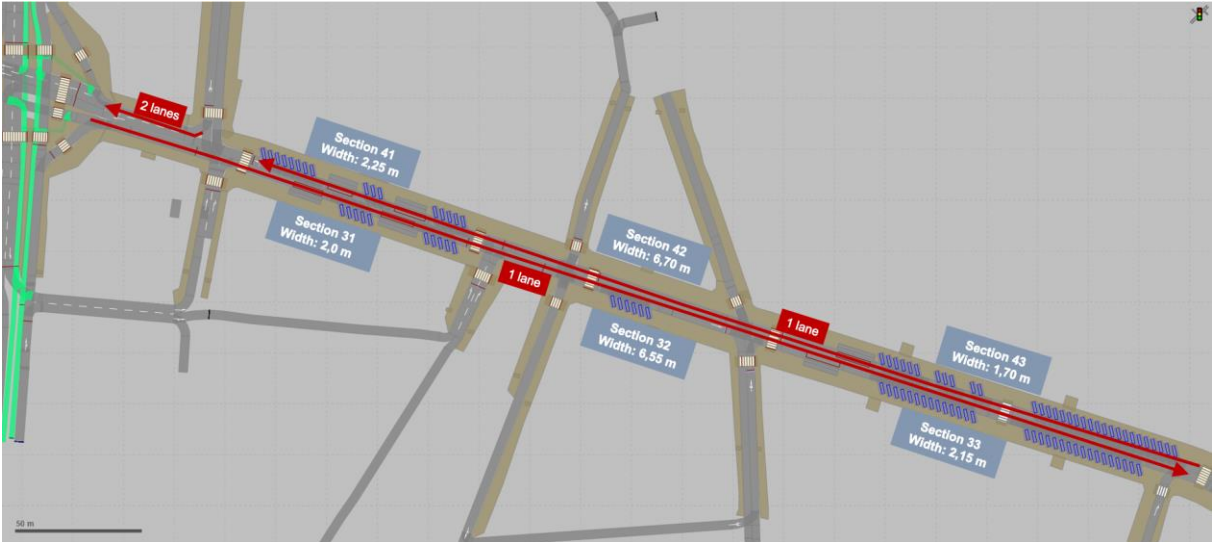 2 lanes
Section 41
Width: 2,25 m
Section 31
Width: 2,0 m
1 lane
Section 42
Width: 6,70 m
Section 32
Width: 6,55 m
1 lane
Section 43
Width: 1,70 m
Section 33
Width: 2,15 m
50 m